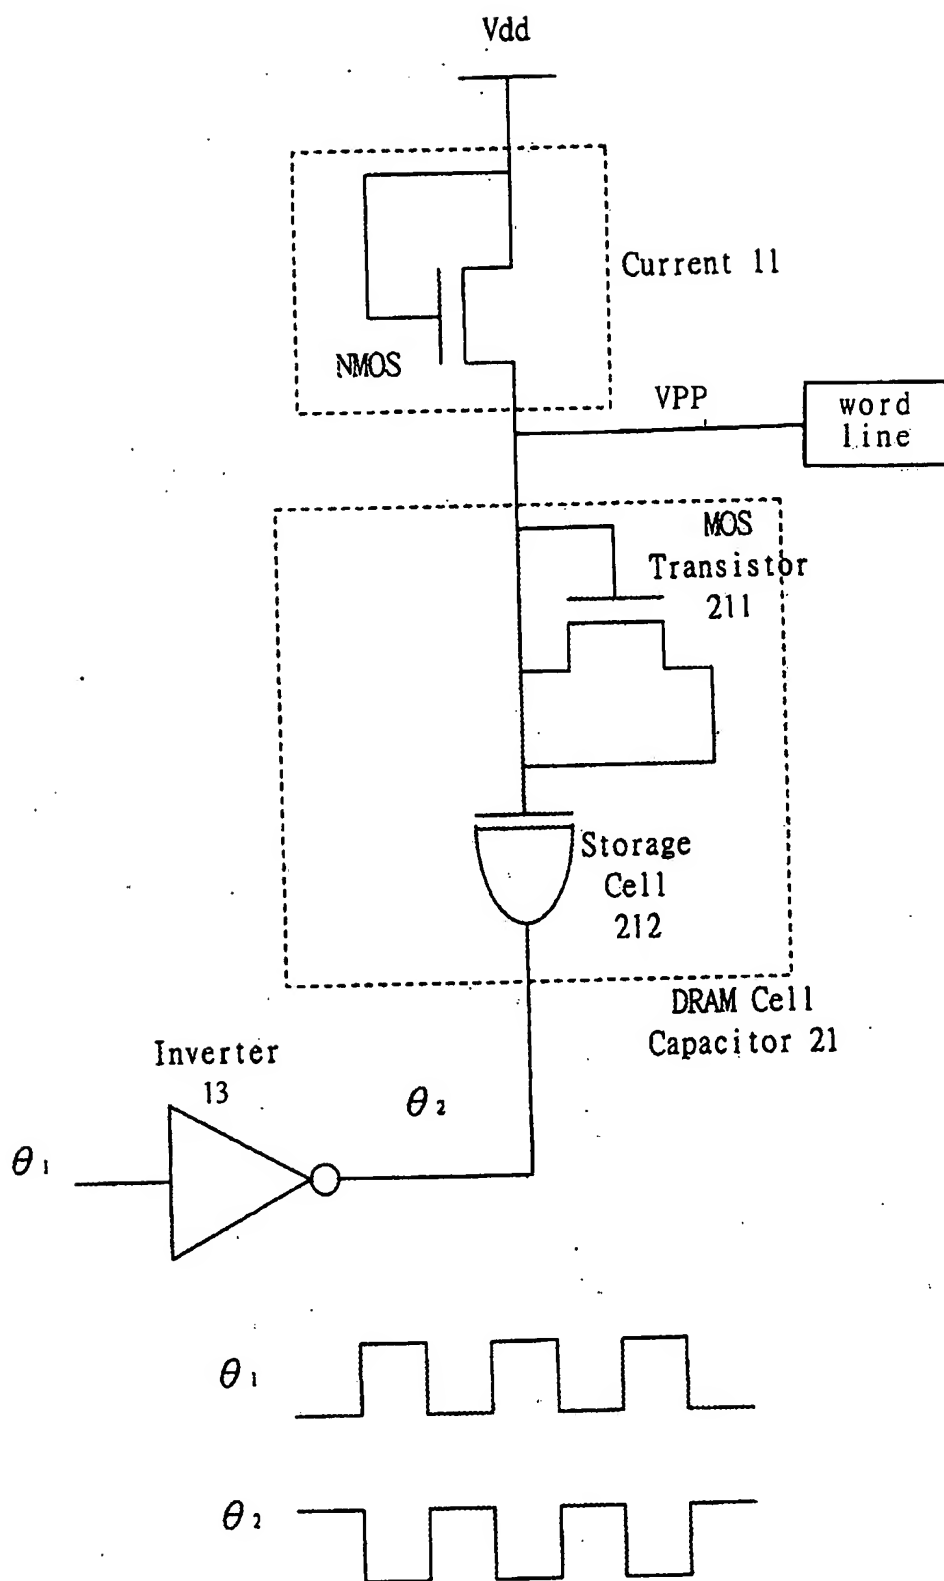 Vdd
Current 11
NMOS
VPP
word
line
MOS
Transistor
211
Storage
Cell
212
DRAM Cell
Capacitor 21
Inverter
13
θ₂
θ₁
θ₁
θ₂